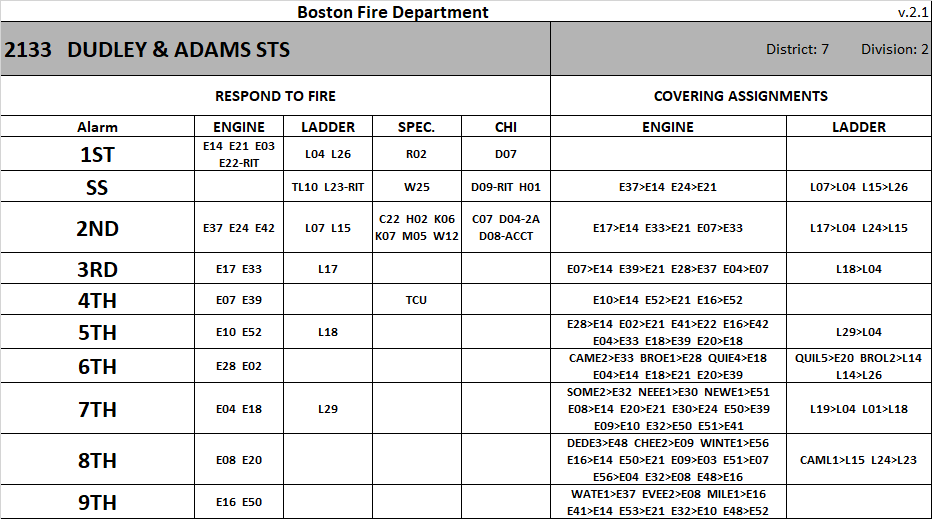 Boston Fire Department v.2.1
2133 DUDLEY & ADAMS STS District: 7 Division: 2
RESPOND TO FIRE COVERING ASSIGNMENTS
Alarm ENGINE LADDER SPEC. CHI ENGINE LADDER
1ST E14 E21 E03 L04 L26 R02 D07
E22-RIT
SS TL10 L23-RIT W25 D09-RIT H01 E37>E14 E24>E21 L07>L04 L15>L26
2ND E37 E24 E42 L07 L15 C22 H02 K06 C07 D04-2A E17>E14 E33>E21 E07>E33 L17>L04 L24>L15
K07 M05 W12 D08-ACCT
3RD E17 E33 L17 E07>E14 E39>E21 E28>E37 E04>E07 L18>L04
4TH E07 E39 TCU E10>E14 E52>E21 E16>E52
5TH E10 E52 L18 E28>E14 E02>E21 E41>E22 E16>E42 L29>L04
E04>E33 E18>E39 E20>E18
6TH E28 E02 CAME2>E33 BROE1>E28 QUIE4>E18 QUIL5>E20 BROL2>L14
E04>E14 E18>E21 E20>E39 L14>L26
7TH E04 E18 L29 SOME2>E32 NEEE1>E30 NEWE1>E51 L19>L04 L01>L18
E08>E14 E20>E21 E30>E24 E50>E39
E09>E10 E32>E50 E51>E41
8TH E08 E20 DEDE3>E48 CHEE2>E09 WINTE1>E56 CAML1>L15 L24>L23
E16>E14 E50>E21 E09>E03 E51>E07
E56>E04 E32>E08 E48>E16
9TH E16 E50 WATE1>E37 EVEE2>E08 MILE1>E16
E41>E14 E53>E21 E32>E10 E48>E52